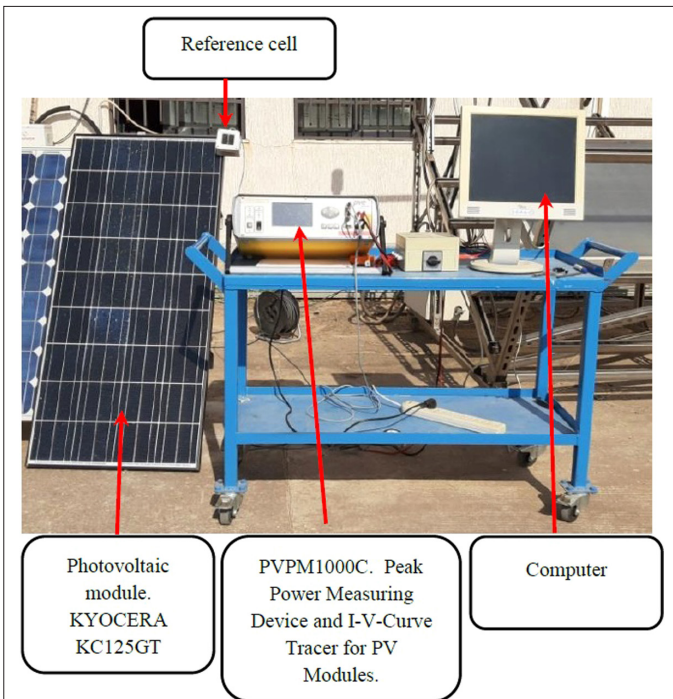 Reference cell
Photovoltaic
module.
KYOCERA
KC125GT
PVPM1000C. Peak
Power Measuring
Device and I-V-Curve
Tracer for PV
Modules.
Computer